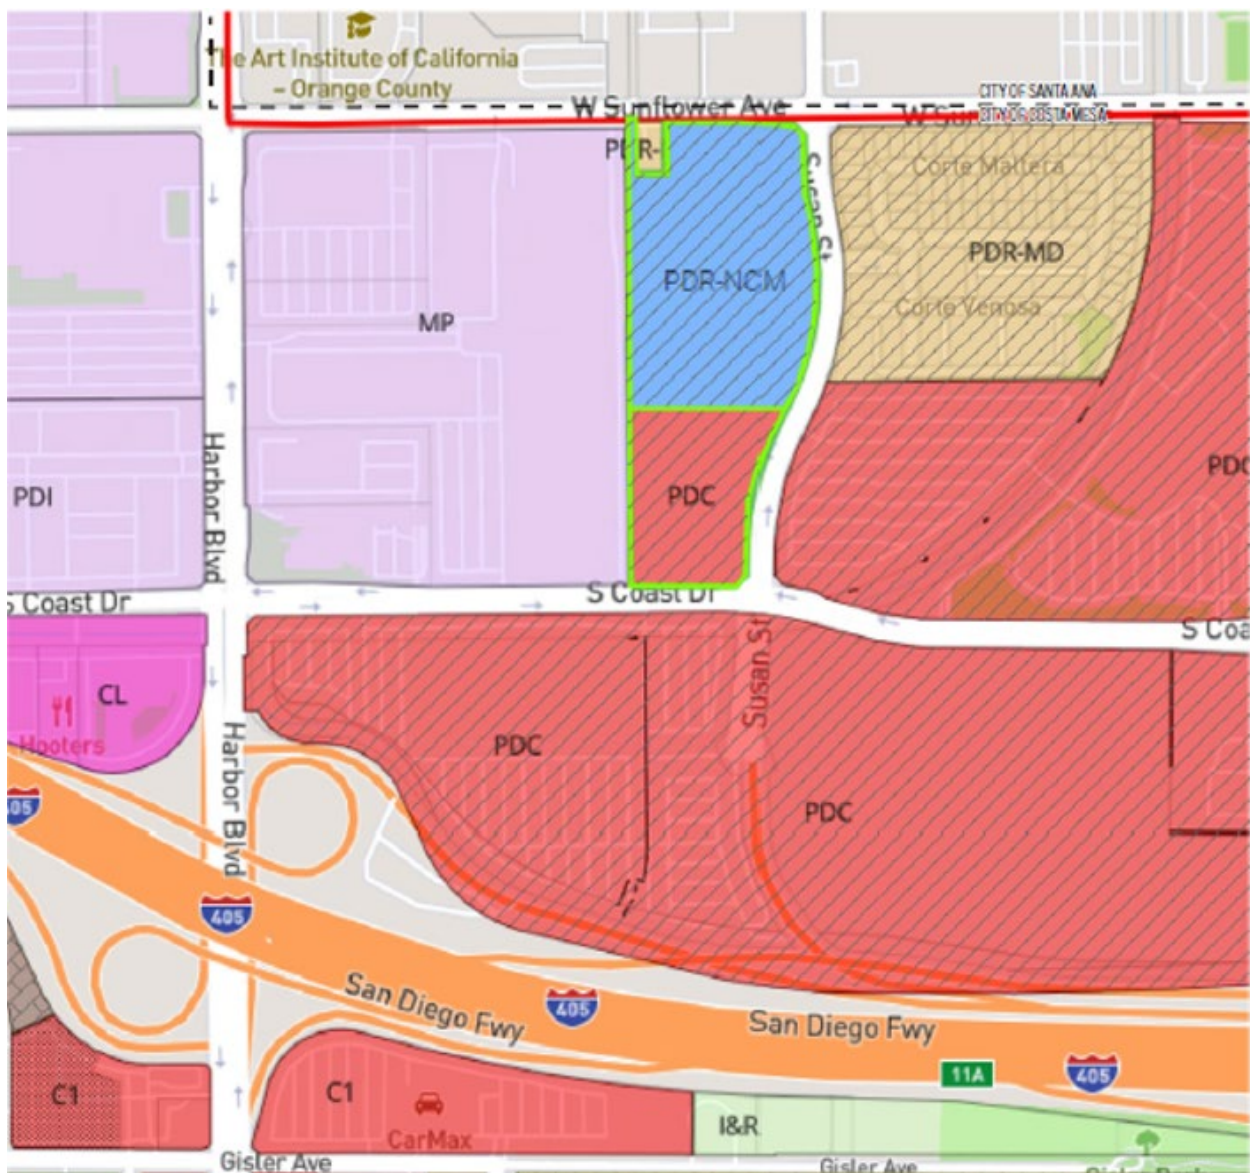 The Art Institute of California
– Orange County
CITY OF SANTA ANA
W Sunflower Ave
CITY OF COSTA MESA
Susan St
Corte Maltera
PDR-MD
PDR-NCM
Corte Venosa
MP
Harbor Blvd
PDC
PDI
PDC
S Coast Dr
S Coast Dr
S Coa
Susan St
CL
Hooters
PDC
Harbor Blvd
PDC
405
405
San Diego Fwy
405
San Diego Fwy
11A
405
C1
C1
CarMax
I&R
Gisler Ave
Gisler Ave